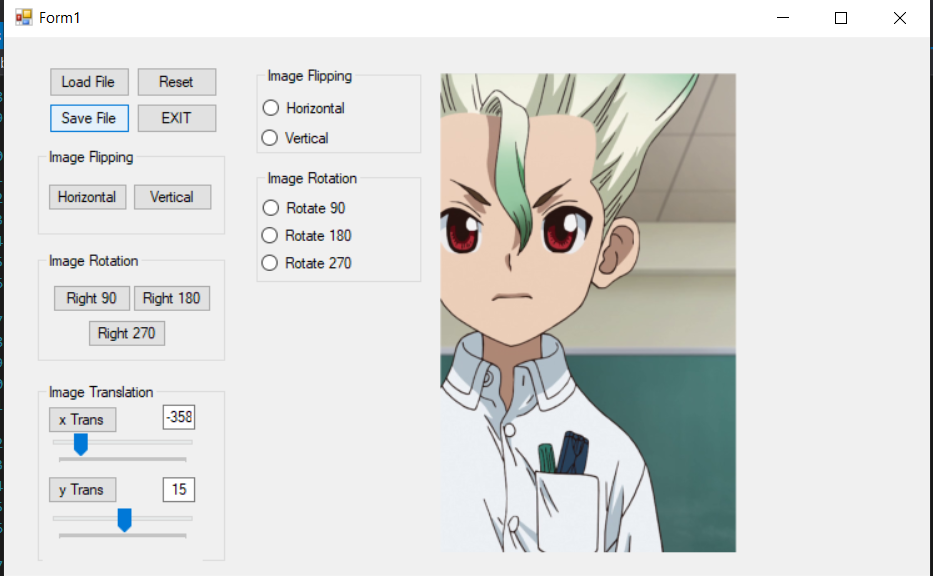 Form1
Load File
Reset
Save File
EXIT
Image Flipping
Horizontal
Vertical
Image Rotation
Right 90
Right 180
Right 270
Image Translation
x Trans
-358
y Trans
15
Image Flipping
Horizontal
Vertical
Image Rotation
Rotate 90
Rotate 180
Rotate 270